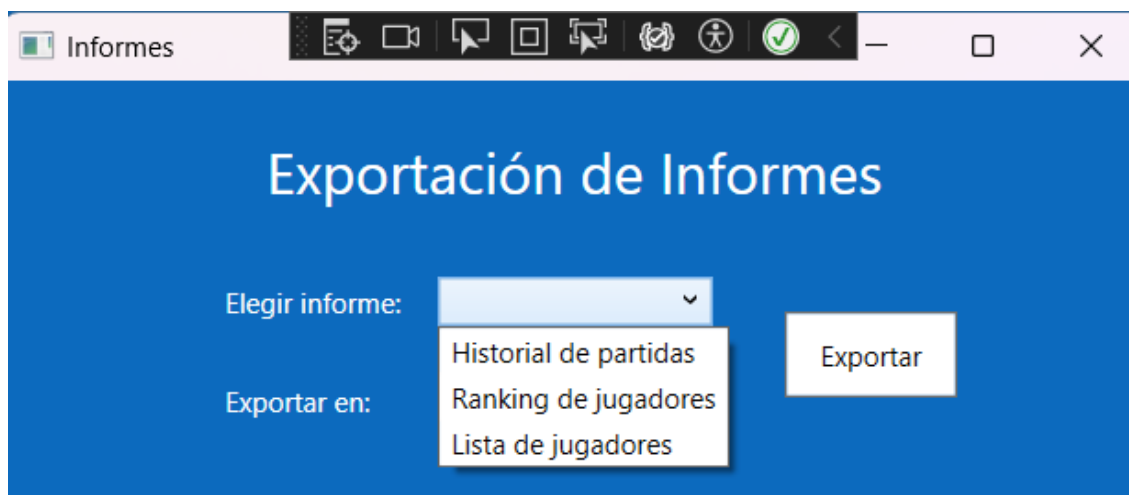 Informes
Exportación de Informes
Elegir informe:
Historial de partidas
Ranking de jugadores
Lista de jugadores
Exportar en:
Exportar